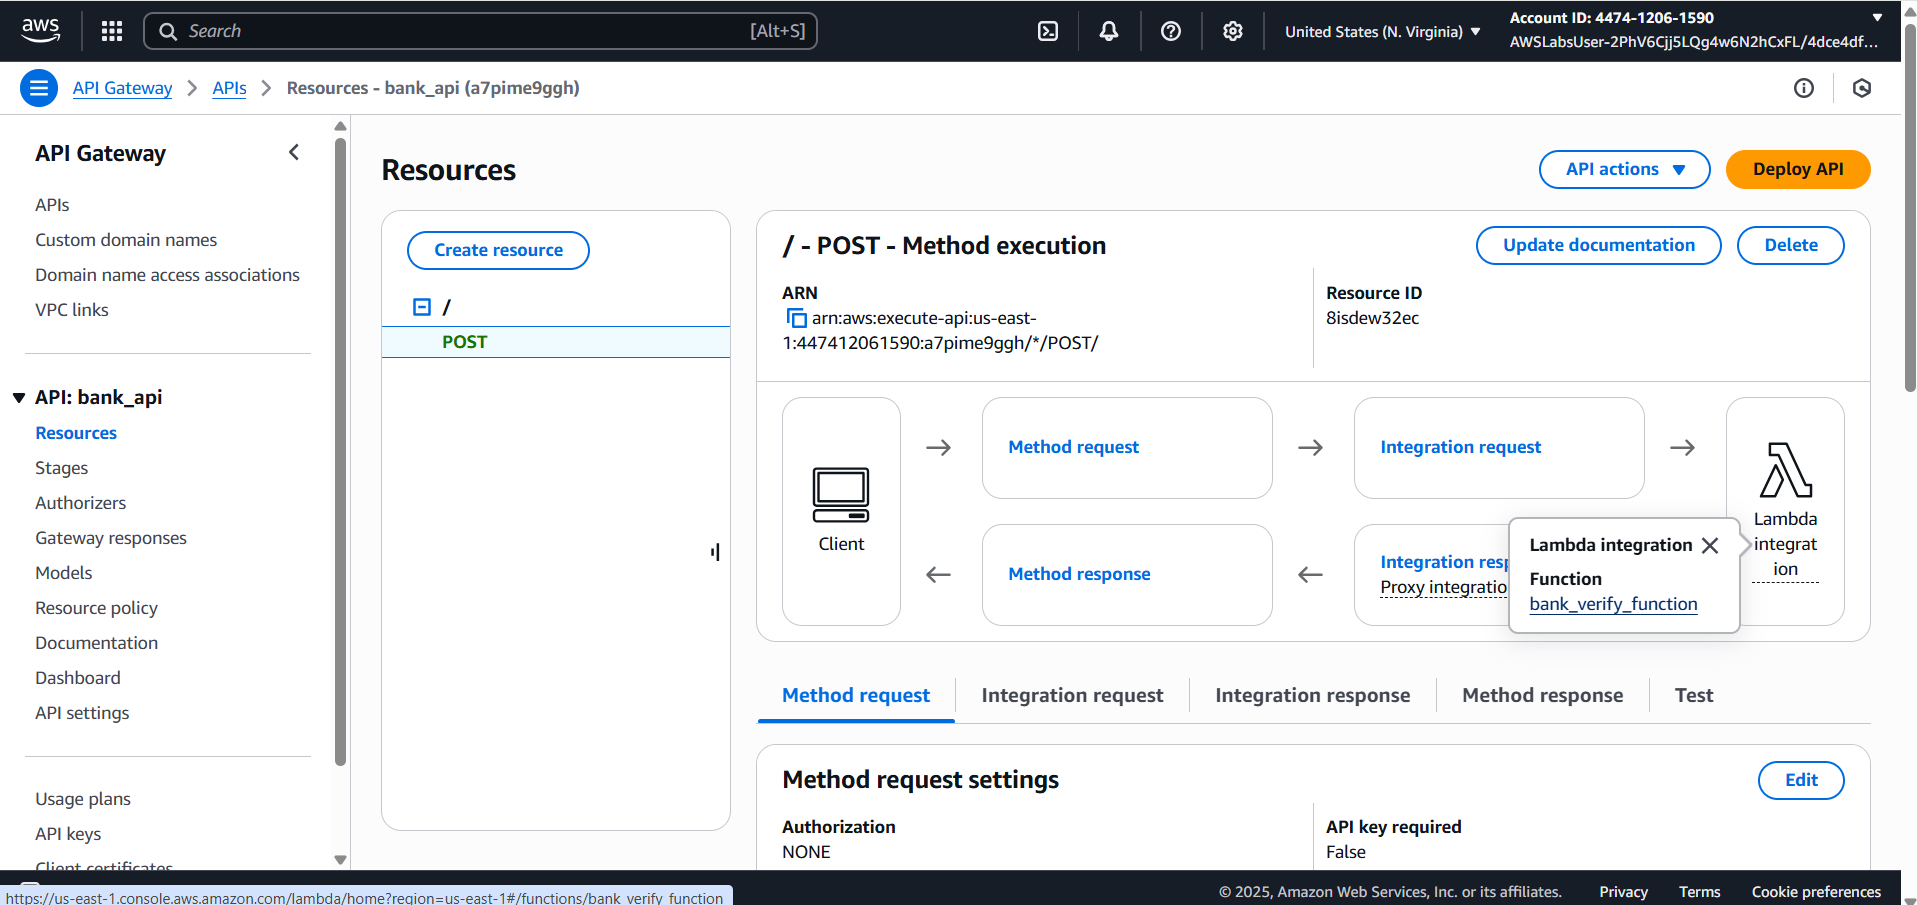 aws
Search
[Alt+S]
United States (N. Virginia)
Account ID: 4474-1206-1590
AWSLabsUser-2PhV6Cjj5LQg4w6N2hCxFL/4dce4df...
API Gateway
APIs
Resources - bank_api (a7pime9ggh)
API Gateway
APIs
Custom domain names
Domain name access associations
VPC links
API: bank_api
Resources
Stages
Authorizers
Gateway responses
Models
Resource policy
Documentation
Dashboard
API settings
Usage plans
API keys
Client certificates
Resources
API actions
Deploy API
Create resource
/
POST
/ - POST - Method execution
Update documentation
Delete
ARN
arn:aws:execute-api:us-east-
1:447412061590:a7pime9ggh/*/POST/
Resource ID
8isdew32ec
Client
Method request
Integration request
Method response
Integration resp
Proxy integratio
Lambda
integrat
ion
Lambda integration
Function
bank_verify_function
Method request
Integration request
Integration response
Method response
Test
Method request settings
Edit
Authorization
NONE
API key required
False
https://us-east-1.console.aws.amazon.com/lambda/home?region=us-east-1#/functions/bank_verify_function
© 2025, Amazon Web Services, Inc. or its affiliates.
Privacy
Terms
Cookie preferences